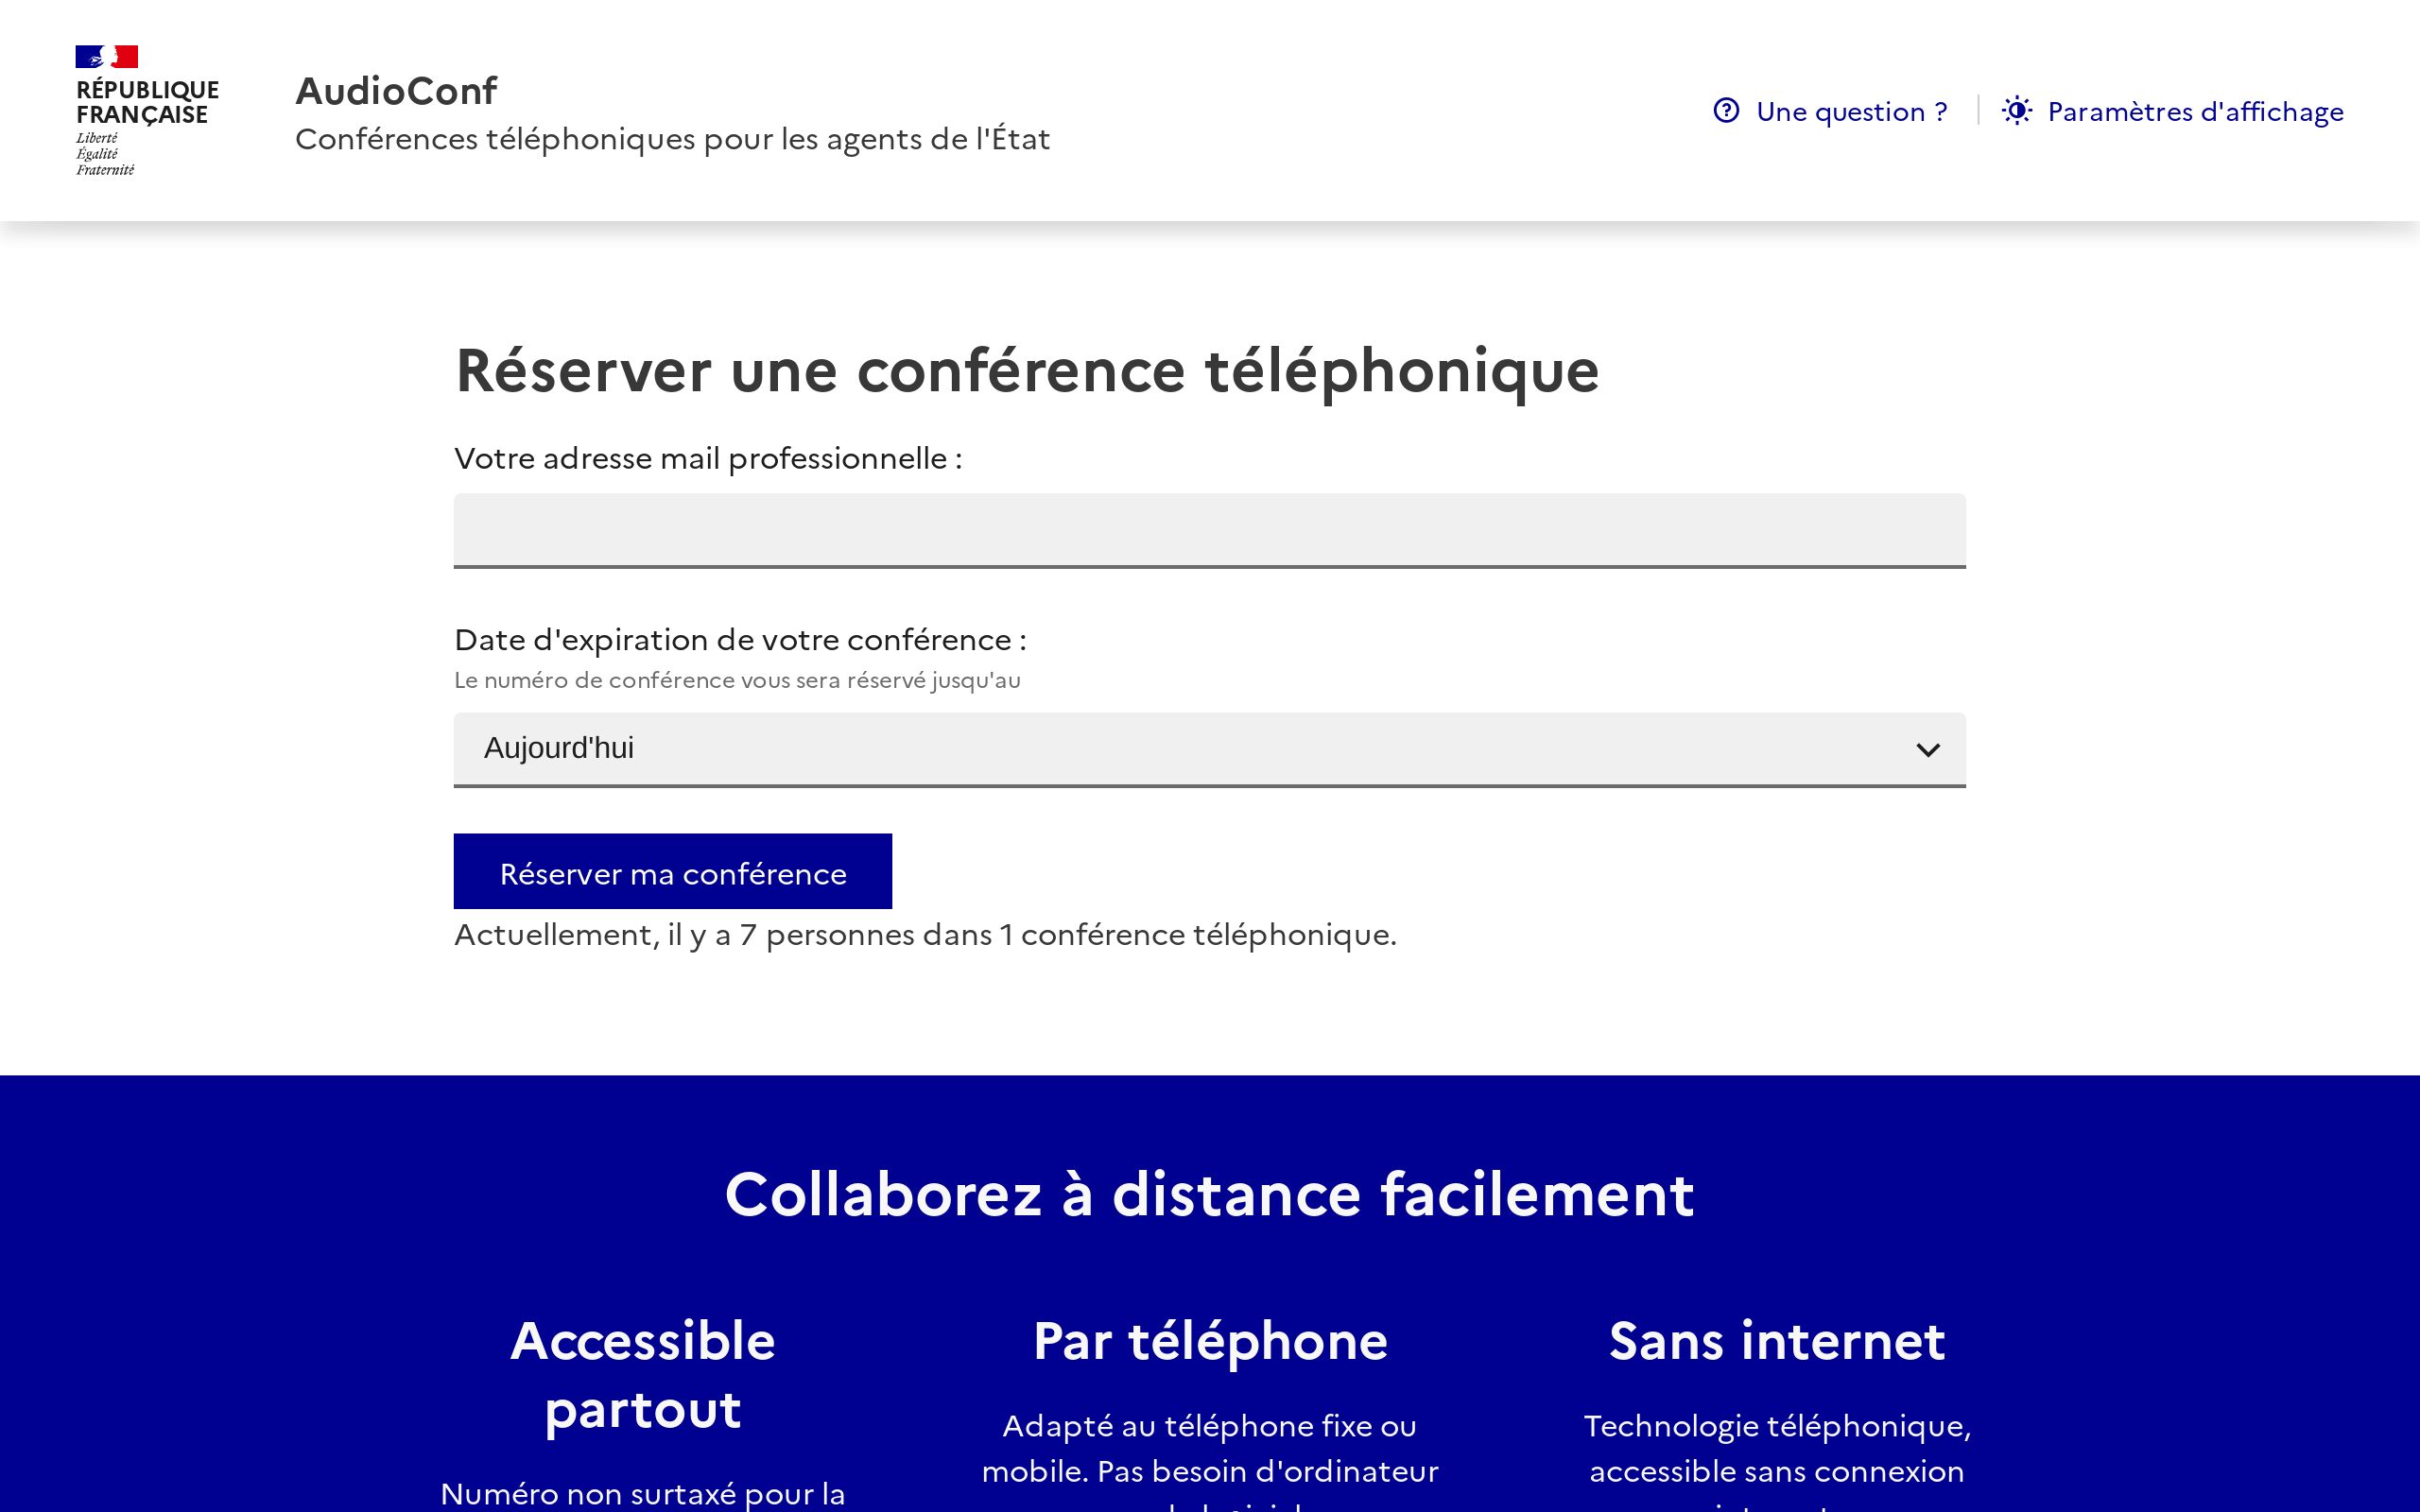 RÉPUBLIQUE
FRANÇAISE
Liberté
Égalité
Fraternité
AudioConf
Conférences téléphoniques pour les agents de l'État
Une question ?
Paramètres d'affichage
Réserver une conférence téléphonique
Votre adresse mail professionnelle :
Date d'expiration de votre conférence :
Le numéro de conférence vous sera réservé jusqu'au
Aujourd'hui
Réserver ma conférence
Actuellement, il y a 7 personnes dans 1 conférence téléphonique.
Collaborez à distance facilement
Accessible
partout
Numéro non surtaxé pour la
Par téléphone
Adapté au téléphone fixe ou
mobile. Pas besoin d'ordinateur
Sans internet
Technologie téléphonique,
accessible sans connexion